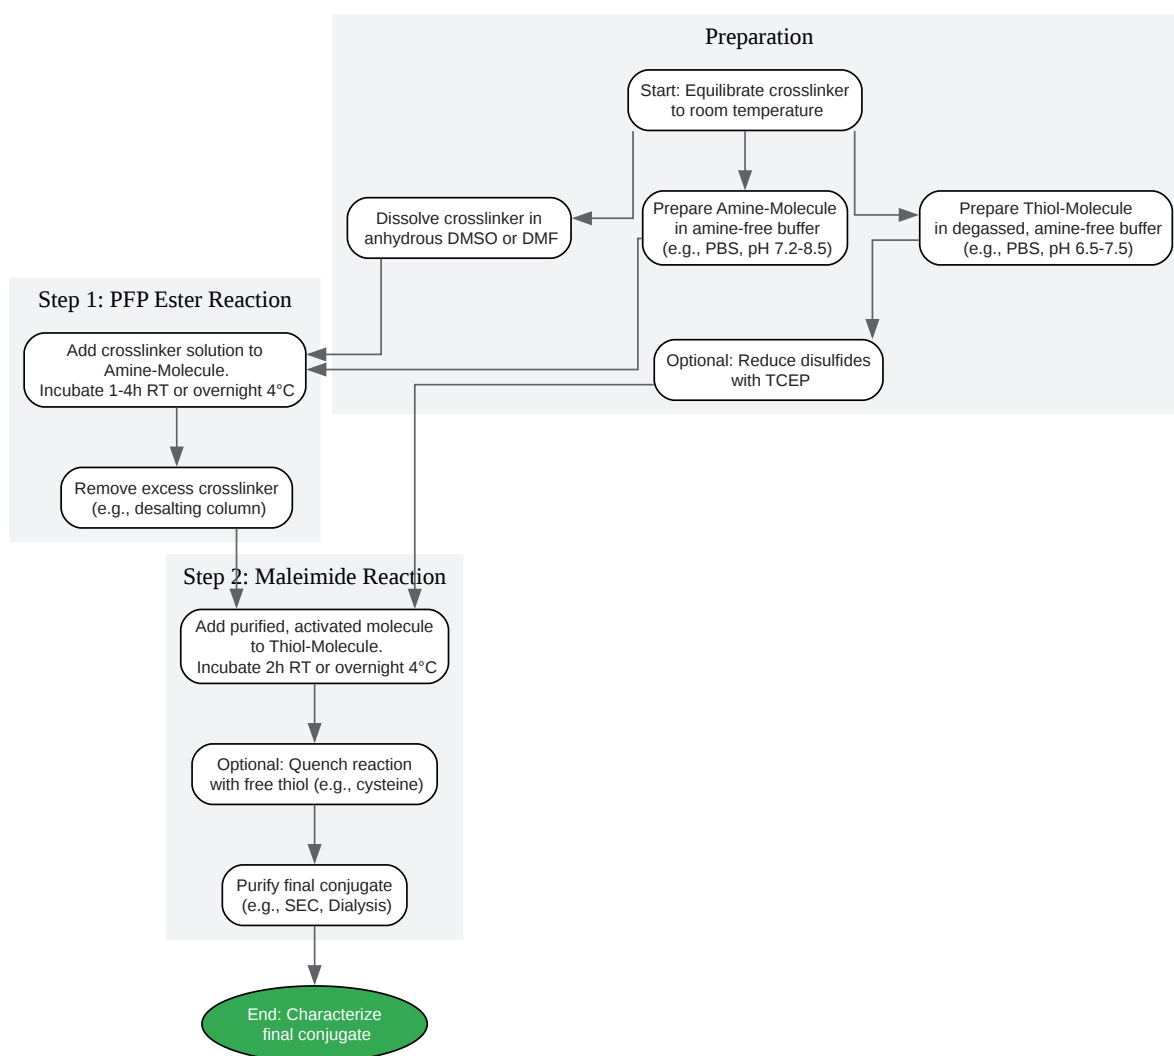 Preparation
Start: Equilibrate crosslinker
to room temperature
Dissolve crosslinker in
anhydrous DMSO or DMF
Prepare Amine-Molecule
in amine-free buffer
(e.g., PBS, pH 7.2-8.5)
Prepare Thiol-Molecule
in degassed, amine-free buffer
(e.g., PBS, pH 6.5-7.5)
Optional: Reduce disulfides
with TCEP
Step 1: PFP Ester Reaction
Add crosslinker solution to
Amine-Molecule.
Incubate 1-4h RT or overnight 4°C
Remove excess crosslinker
(e.g., desalting column)
Step 2: Maleimide Reaction
Add purified, activated molecule
to Thiol-Molecule.
Incubate 2h RT or overnight 4°C
Optional: Quench reaction
with free thiol (e.g., cysteine)
Purify final conjugate
(e.g., SEC, Dialysis)
End: Characterize
final conjugate